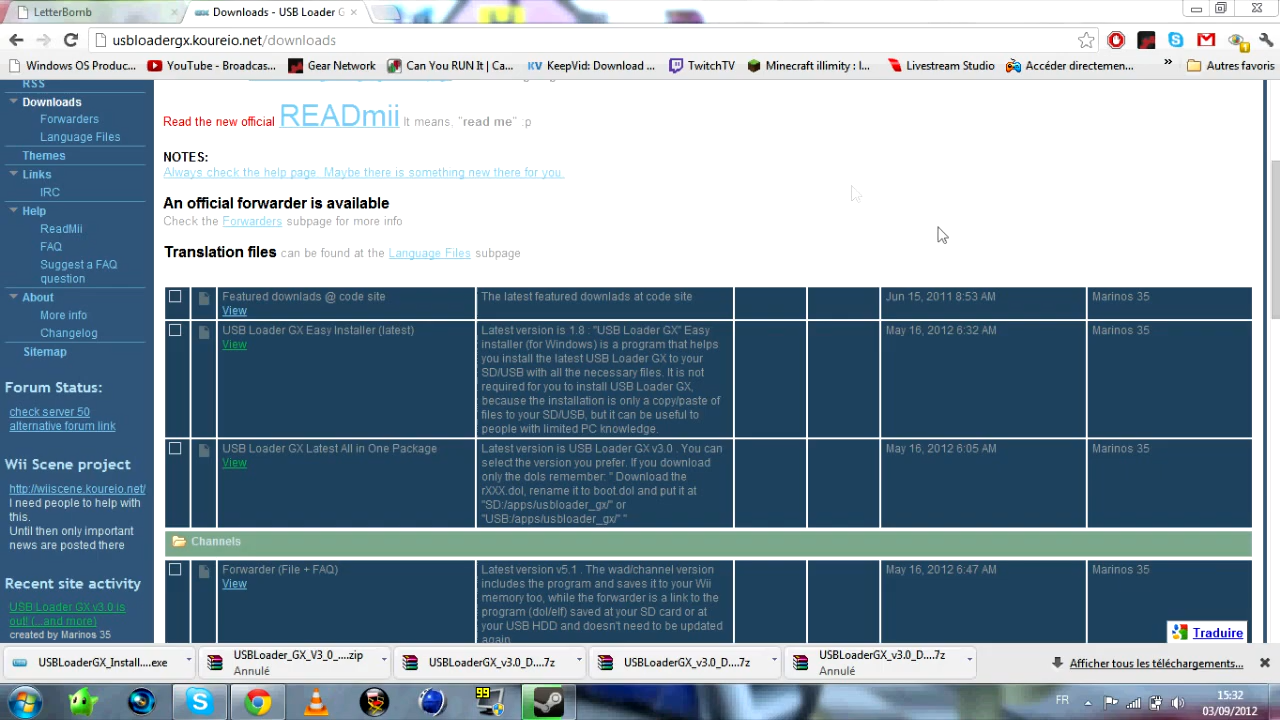 LetterBomb
Downloads - USB Loader G
usbloadergx.koureio.net/downloads
Windows OS Produc...
YouTube - Broadcas...
Gear Network
Can You RUN It | Ca...
KeepVid: Download ...
TwitchTV
Minecraft illimity : l...
Livestream Studio
Accéder directemen...
»
Autres favoris
RSS
Downloads
Forwarders
Language Files
Themes
Links
IRC
Help
ReadMii
FAQ
Suggest a FAQ
question
About
More info
Changelog
Sitemap
Forum Status:
check server 50
alternative forum link
Wii Scene project
http://wiiscene.koureio.net/
I need people to help with
this.
Until then only important
news are posted there
Recent site activity
USB Loader GX v3.0 is
out! (...and more)
created by Marinos 35
Read the new official READmii It means, "read me" :p
NOTES:
Always check the help page. Maybe there is something new there for you.
An official forwarder is available
Check the Forwarders subpage for more info
Translation files can be found at the Language Files subpage
Featured downlads @ code site
View
The latest featured downlads at code site
Jun 15, 2011 8:53 AM
Marinos 35
USB Loader GX Easy Installer (latest)
View
Latest version is 1.8 : "USB Loader GX" Easy
installer (for Windows) is a program that helps
you install the latest USB Loader GX to your
SD/USB with all the necessary files. It is not
required for you to install USB Loader GX,
because the installation is only a copy/paste of
files to your SD/USB, but it can be useful to
people with limited PC knowledge.
May 16, 2012 6:32 AM
Marinos 35
USB Loader GX Latest All in One Package
View
Latest version is USB Loader GX v3.0 . You can
select the version you prefer. If you download
only the dols remember: " Download the
rXXX.dol, rename it to boot.dol and put it at
"SD:/apps/usbloader_gx/" or
"USB:/apps/usbloader_gx/" "
May 16, 2012 6:05 AM
Marinos 35
Channels
Forwarder (File + FAQ)
View
Latest version v5.1 . The wad/channel version
includes the program and saves it to your Wii
memory too, while the forwarder is a link to the
program (dol/elf) saved at your SD card or at
your USB HDD and doesn't need to be updated
again.
May 16, 2012 6:47 AM
Marinos 35
Traduire
USBLoaderGX_Install....exe
USBLoader_GX_V3_0_....zip
Annulé
USBLoaderGX_v3.0_D....7z
USBLoaderGX_v3.0_D....7z
USBLoaderGX_v3.0_D....7z
Annulé
Afficher tous les téléchargements...
99
FR
15:32
03/09/2012